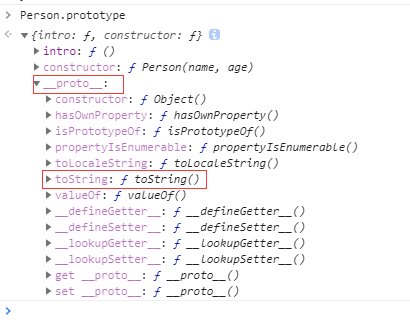 Person.prototype
{intro: ƒ, constructor: ƒ}
intro: ƒ ()
constructor: ƒ Person(name, age)
__proto__:
constructor: ƒ Object()
hasOwnProperty: ƒ hasOwnProperty()
isPrototypeOf: ƒ isPrototypeOf()
propertyIsEnumerable: ƒ propertyIsEnumerable()
toLocaleString: ƒ toLocaleString()
toString: ƒ toString()
valueOf: ƒ valueOf()
__defineGetter__: ƒ __defineGetter__()
__defineSetter__: ƒ __defineSetter__()
__lookupGetter__: ƒ __lookupGetter__()
__lookupSetter__: ƒ __lookupSetter__()
get __proto__: ƒ __proto__()
set __proto__: ƒ __proto__()